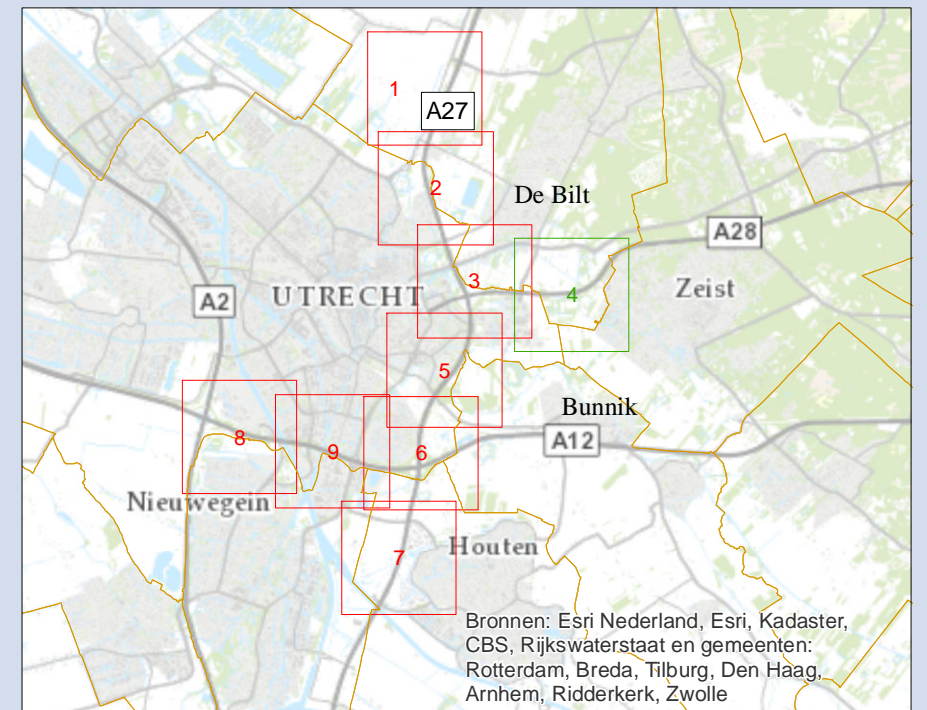 1
A27
2
De Bilt
A28
3
4
Zeist
A2
UTRECHT
5
Bunnik
A12
8
9
6
Nieuwegein
7
Houten
Bronnen: Esri Nederland, Esri, Kadaster,
CBS, Rijkswaterstaat en gemeenten:
Rotterdam, Breda, Tilburg, Den Haag,
Arnhem, Ridderkerk, Zwolle